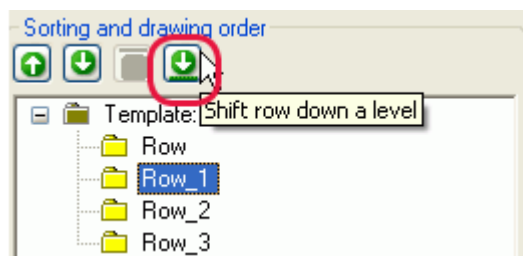 Sorting and drawing order
Template: Shift row down a level
Row
Row_1
Row_2
Row_3